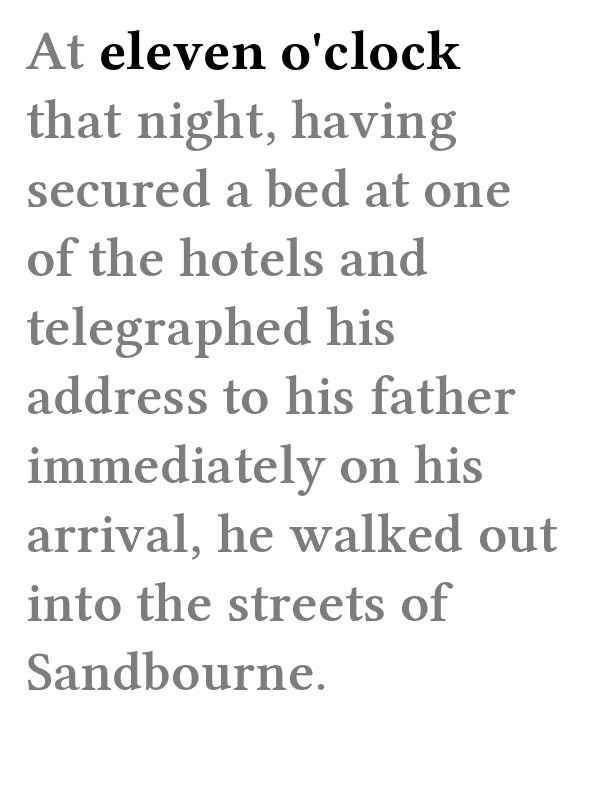 At eleven o'clock
that night, having
secured a bed at one
of the hotels and
telegraphed his
address to his father
immediately on his
arrival, he walked out
into the streets of
Sandbourne.